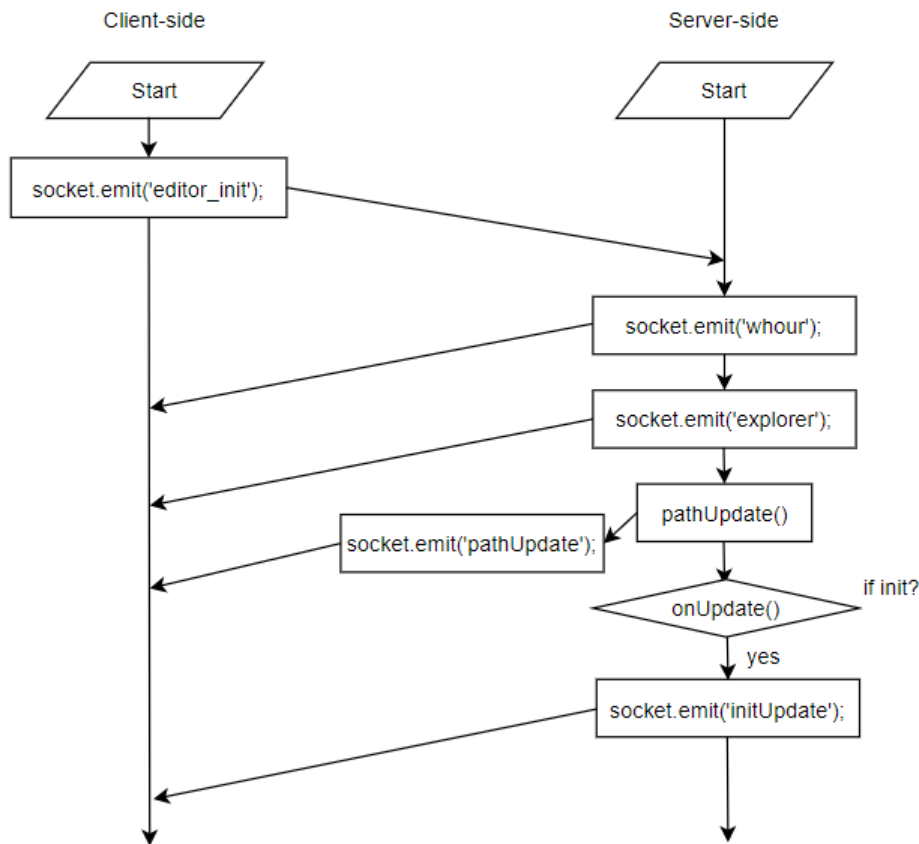 Client-side
Server-side
Start
Start
socket.emit('editor_init');
socket.emit('whour');
socket.emit('explorer');
pathUpdate()
socket.emit('pathUpdate');
onUpdate()
if init?
yes
socket.emit('initUpdate');